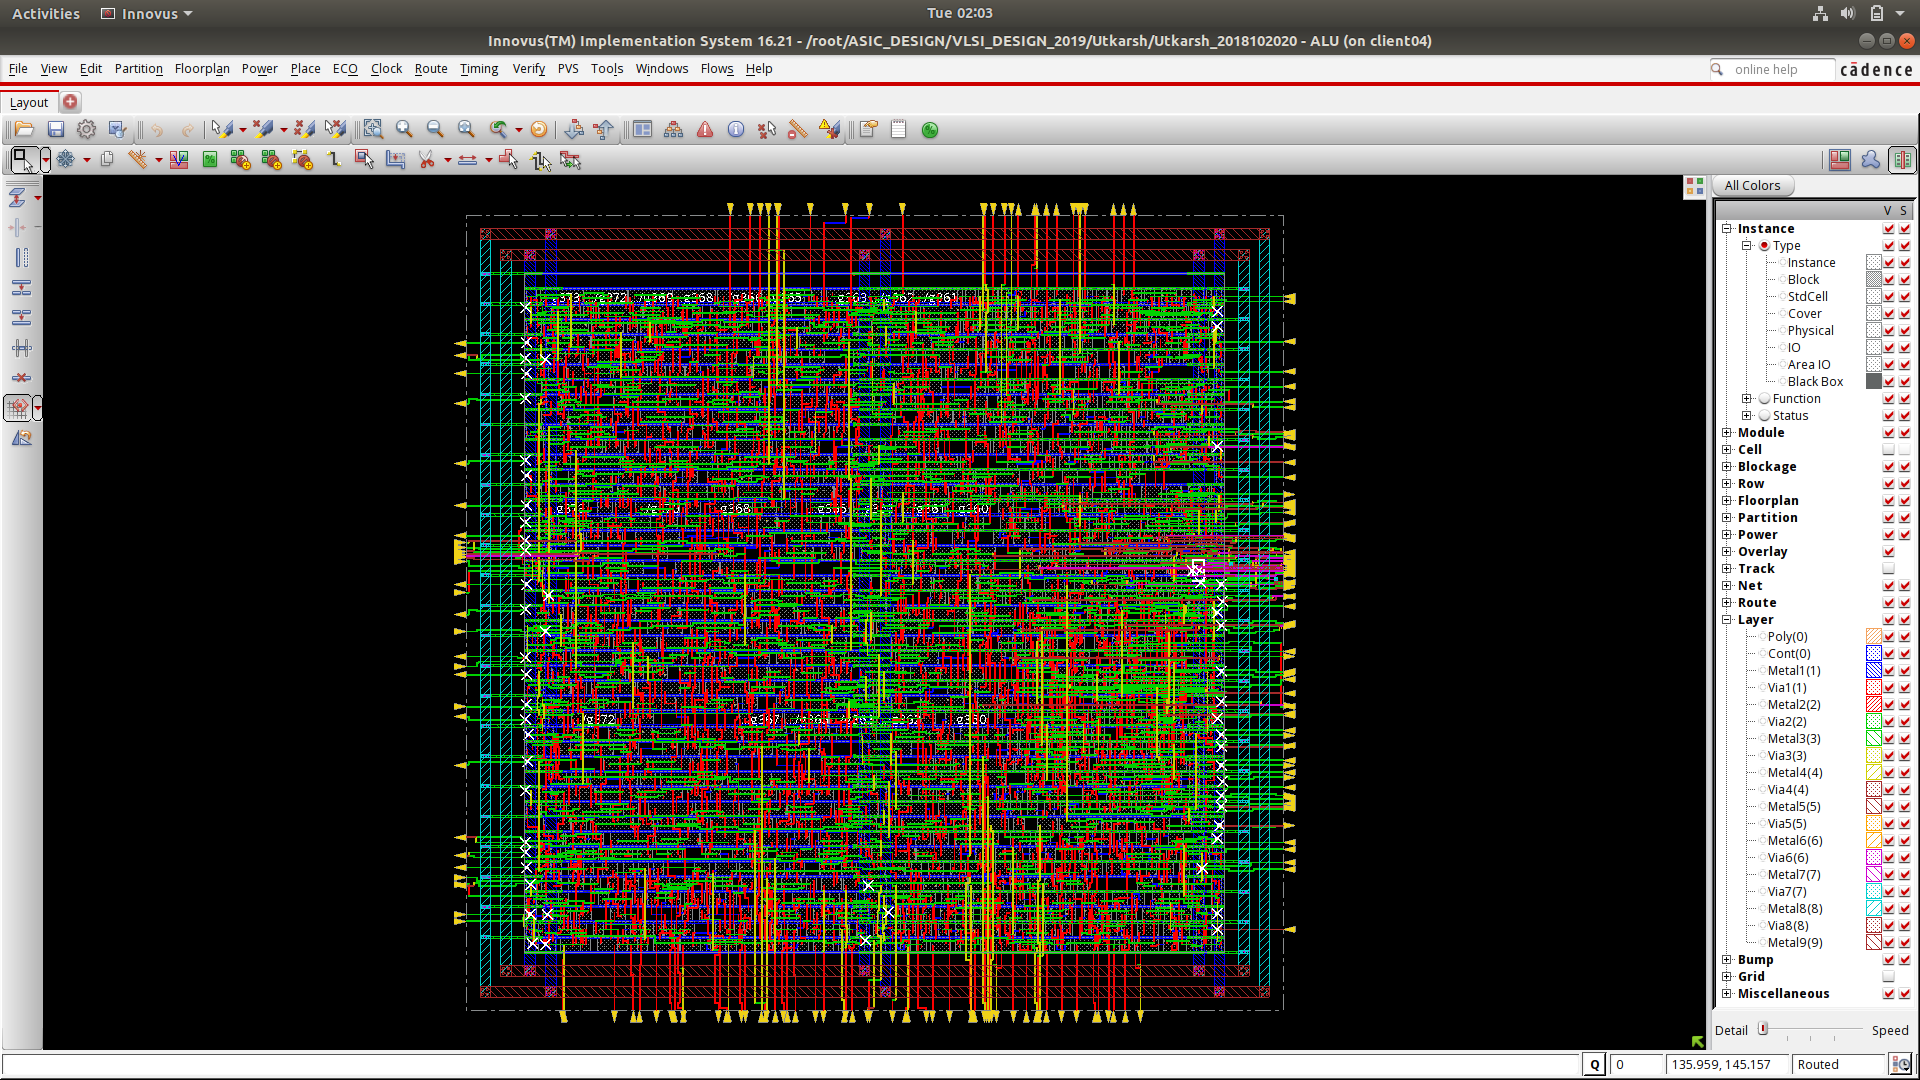 Activities Innovus Tue 02:03
Innovus(TM) Implementation System 16.21 - /root/ASIC_DESIGN/VLSI_DESIGN_2019/Utkarsh/Utkarsh_2018102020 - ALU (on client04)
File View Edit Partition Floorplan Power Place ECO Clock Route Timing Verify PVS Tools Windows Flows Help online help cādence
Layout
All Colors
V S
Instance
Type
Instance
Block
StdCell
Cover
Physical
IO
Area IO
Black Box
Function
Status
Module
Cell
Blockage
Row
Floorplan
Partition
Power
Overlay
Track
Net
Route
Layer
Poly(0)
Cont(0)
Metal1(1)
Via1(1)
Metal2(2)
Via2(2)
Metal3(3)
Via3(3)
Metal4(4)
Via4(4)
Metal5(5)
Via5(5)
Metal6(6)
Via6(6)
Metal7(7)
Via7(7)
Metal8(8)
Via8(8)
Metal9(9)
Bump
Grid
Miscellaneous
Detail Speed
Q 0 135.959, 145.157 Routed